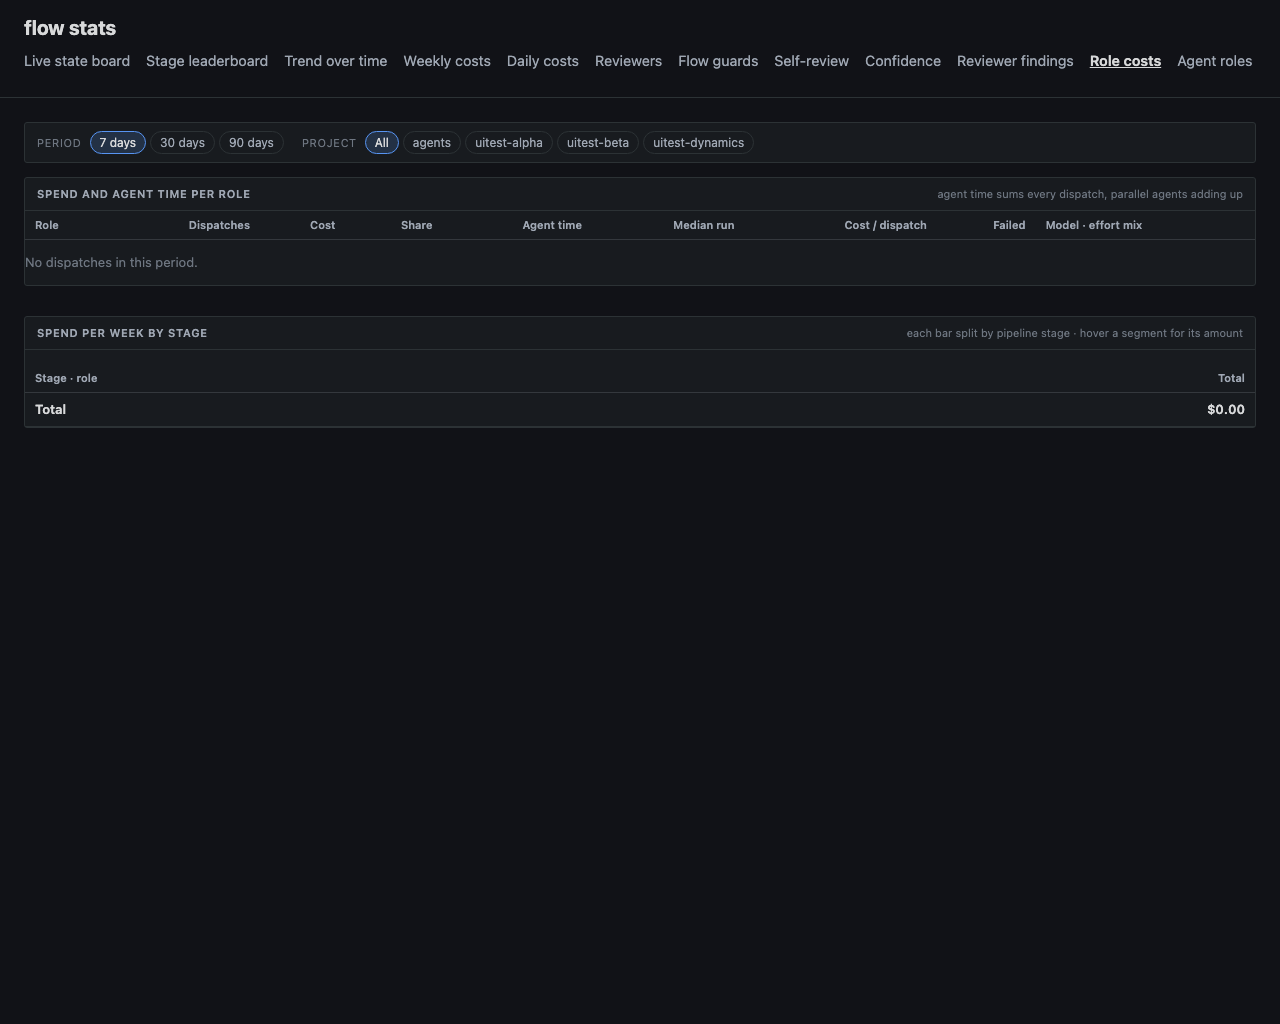 flow stats
Live state board Stage leaderboard Trend over time Weekly costs Daily costs Reviewers Flow guards Self-review Confidence Reviewer findings Role costs Agent roles
PERIOD 7 days 30 days 90 days PROJECT All agents uitest-alpha uitest-beta uitest-dynamics
SPEND AND AGENT TIME PER ROLE agent time sums every dispatch, parallel agents adding up
Role Dispatches Cost Share Agent time Median run Cost / dispatch Failed Model · effort mix
No dispatches in this period.
SPEND PER WEEK BY STAGE each bar split by pipeline stage · hover a segment for its amount
Stage · role Total
Total $0.00